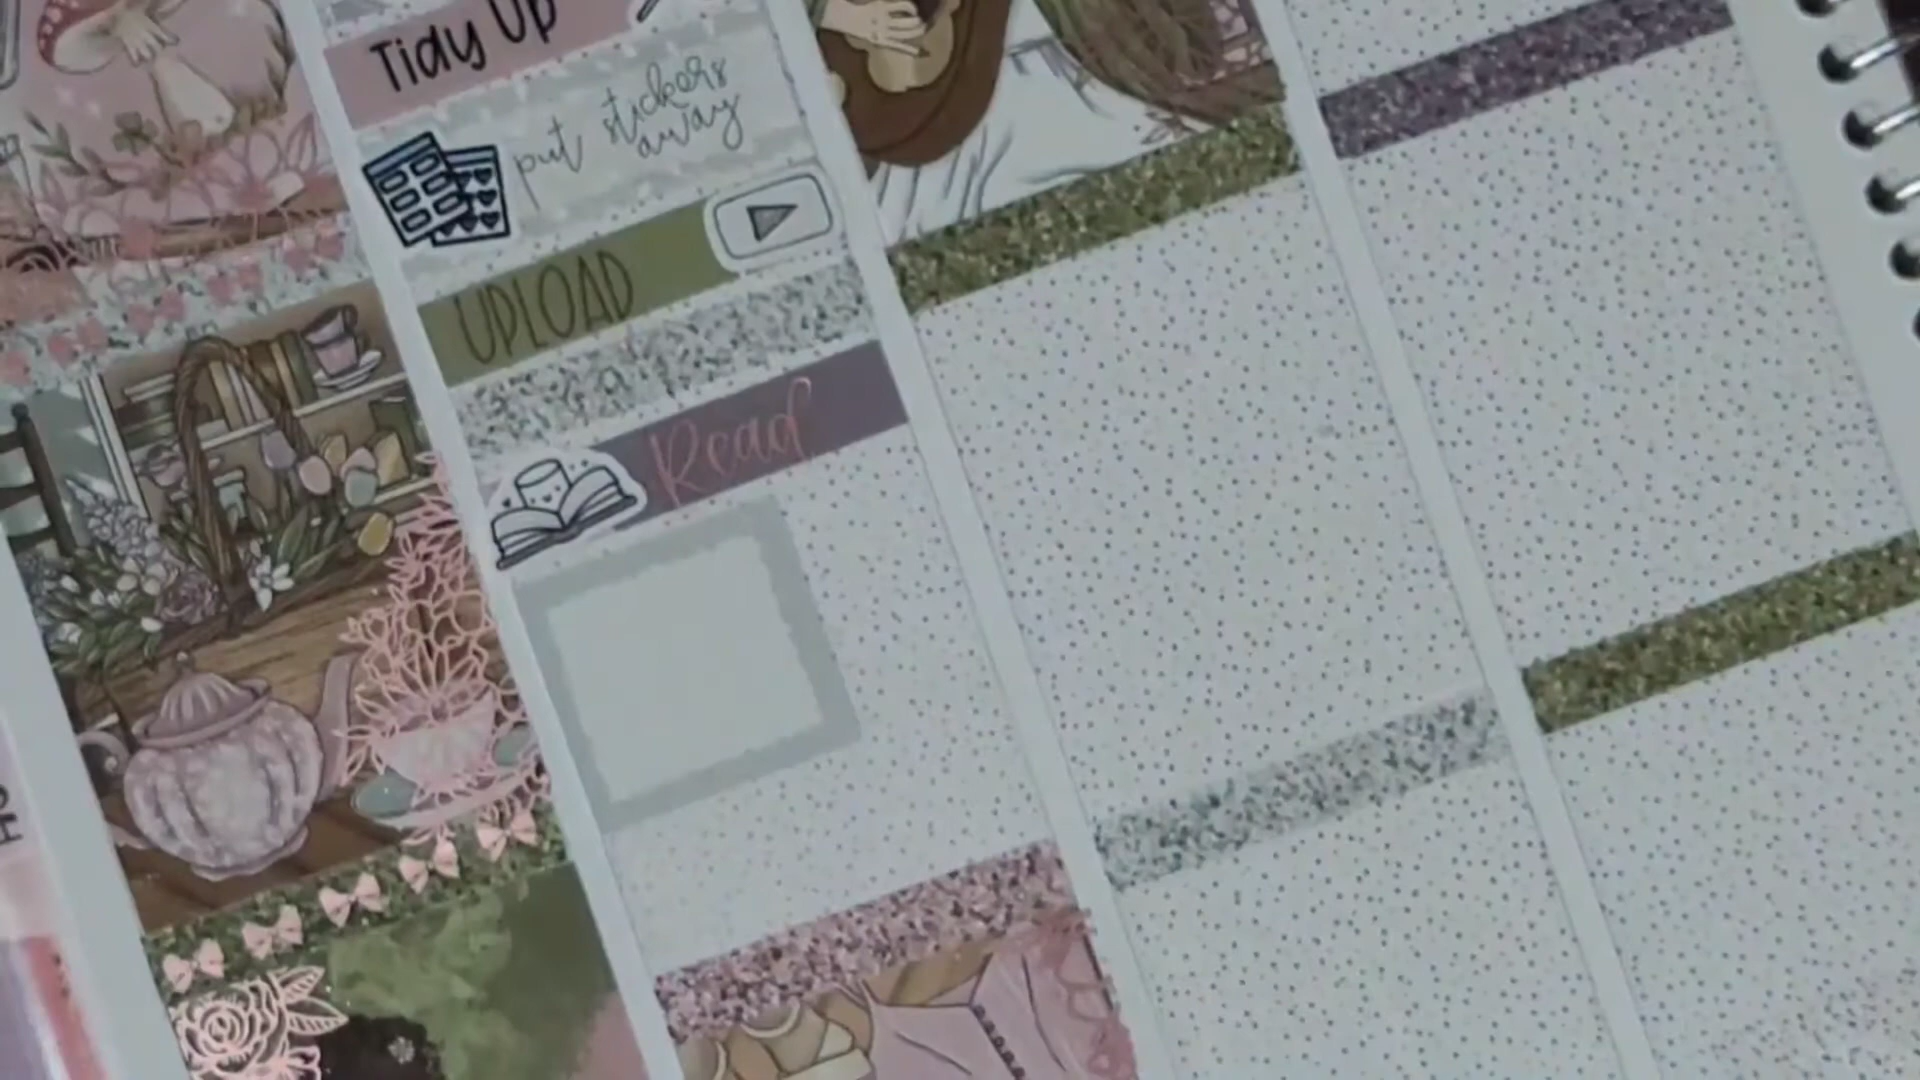 Tidy Up
put stickers
away
UPLOAD
Read